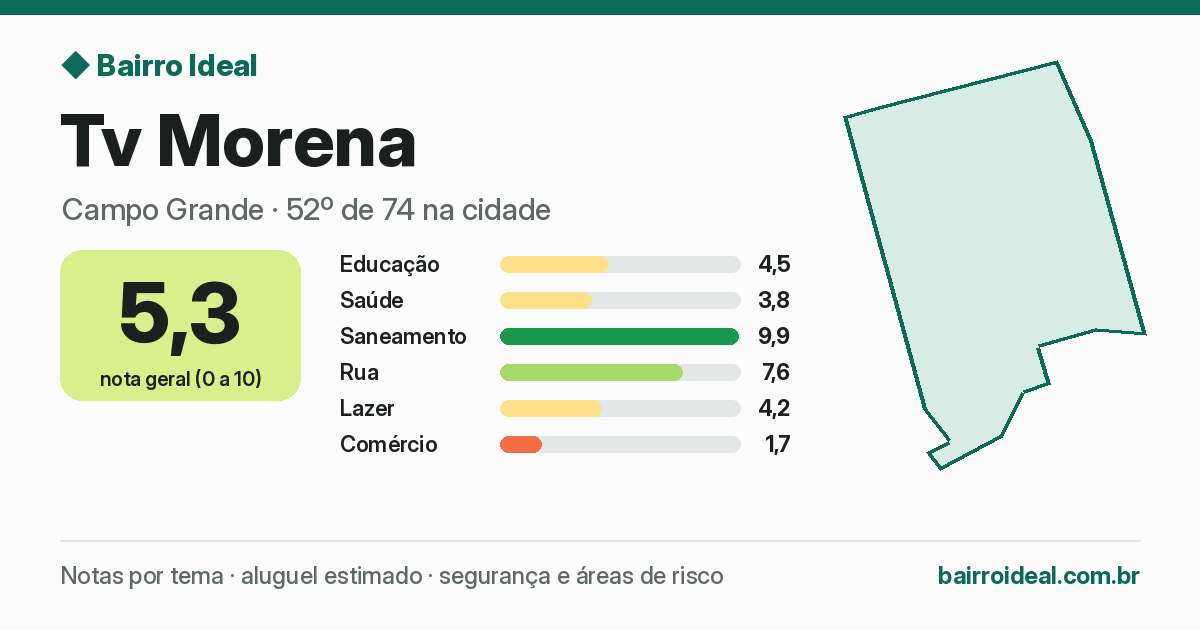 Bairro Ideal
Tv Morena
Campo Grande · 52º de 74 na cidade
5,3
nota geral (0 a 10)
Educação 4,5
Saúde 3,8
Saneamento 9,9
Rua 7,6
Lazer 4,2
Comércio 1,7
Notas por tema · aluguel estimado · segurança e áreas de risco
bairroideal.com.br